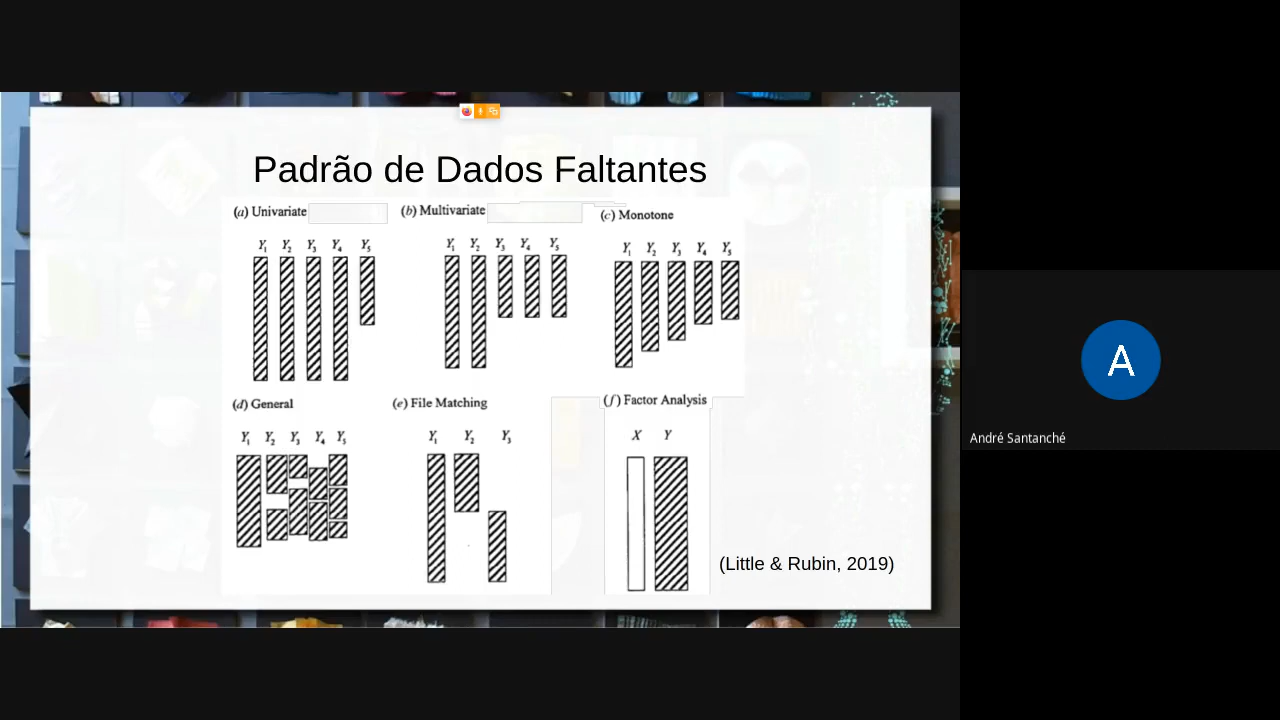 Padrão de Dados Faltantes
(a) Univariate
(b) Multivariate
(c) Monotone
Y1 Y2 Y3 Y4 Y5
Y1 Y2 Y3 Y4 Y5
Y1 Y2 Y3 Y4 Y5
(d) General
(e) File Matching
(f) Factor Analysis
Y1 Y2 Y3 Y4 Y5
Y1 Y2 Y3
X Y
(Little & Rubin, 2019)
A
André Santanchè